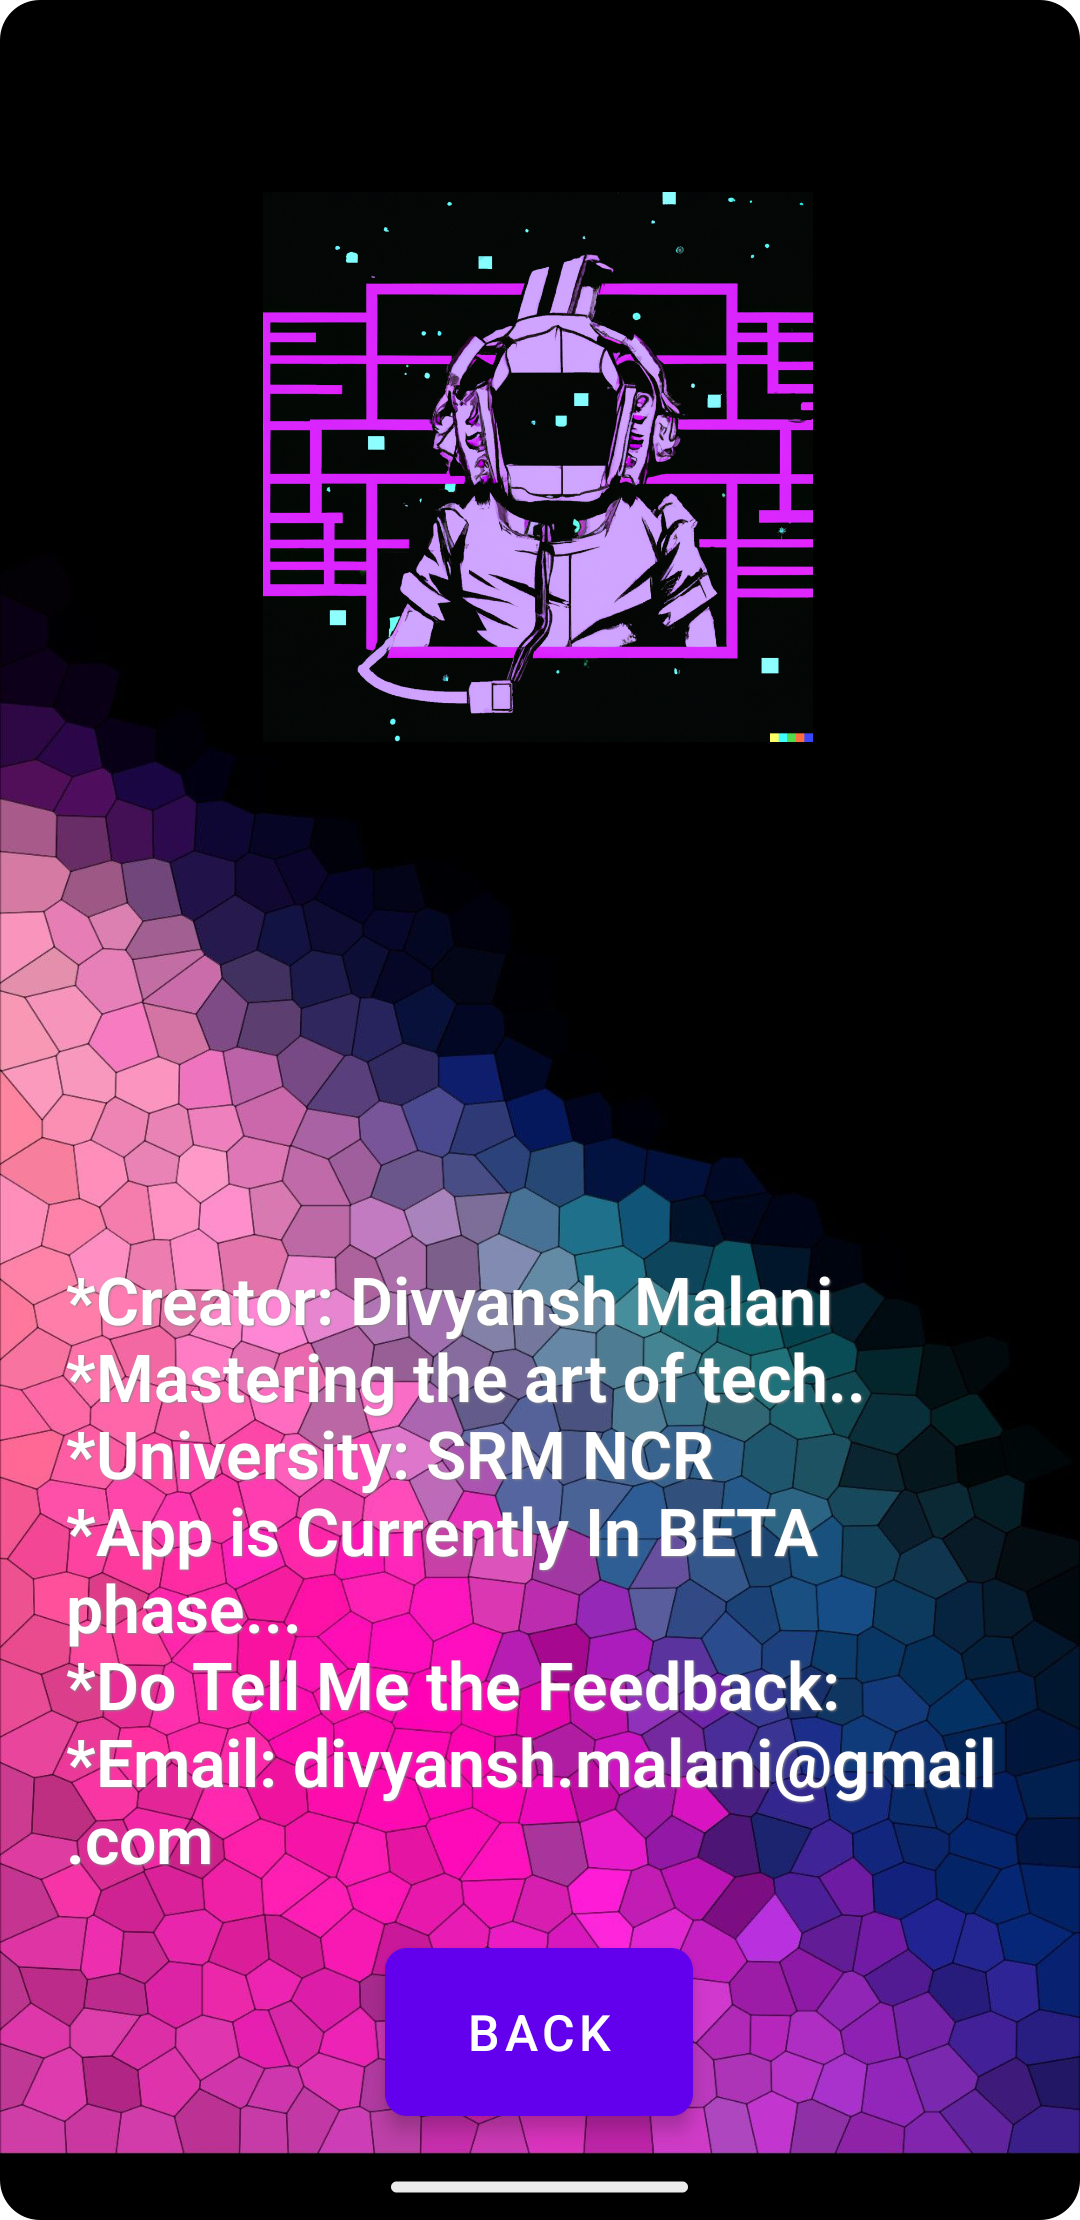 *Creator: Divyansh Malani
*Mastering the art of tech..
*University: SRM NCR
*App is Currently In BETA
phase...
*Do Tell Me the Feedback:
*Email: divyansh.malani@gmail
.com
BACK